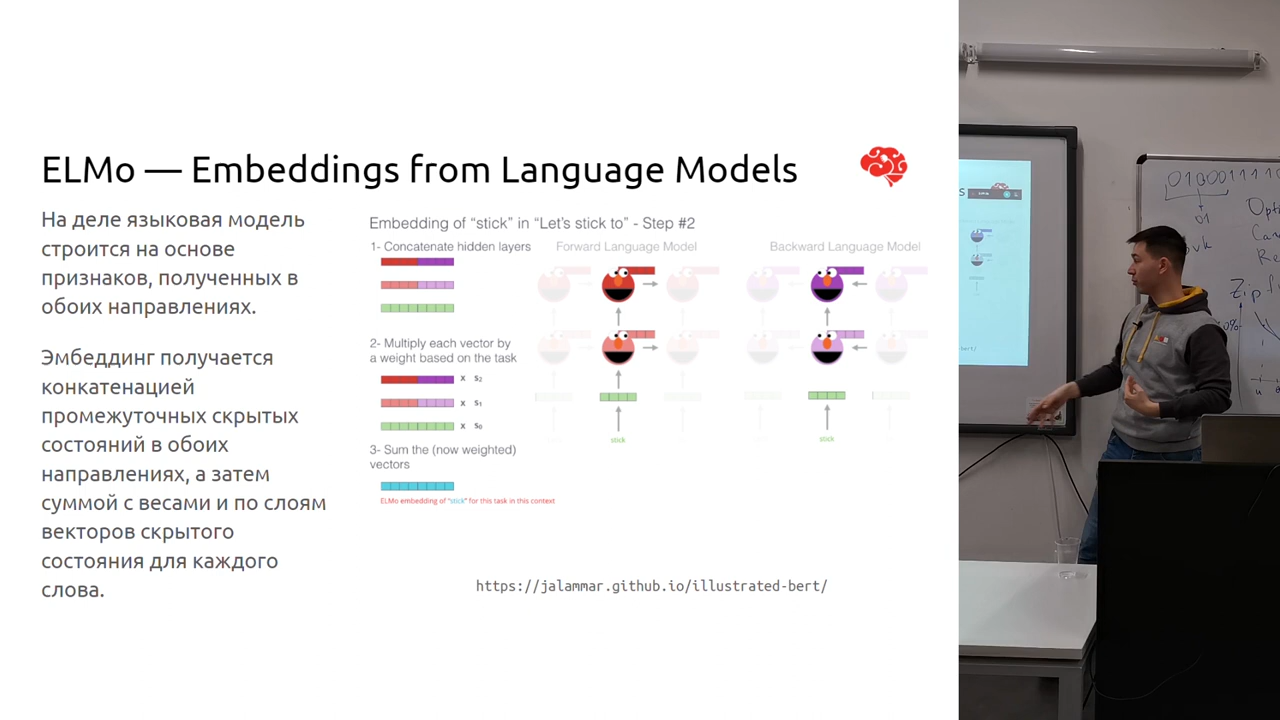 ELMo — Embeddings from Language Models
На деле языковая модель
строится на основе
признаков, полученных в
обоих направлениях.
Эмбеддинг получается
конкатенацией
промежуточных скрытых
состояний в обоих
направлениях, а затем
суммой с весами и по слоям
векторов скрытого
состояния для каждого
слова.
Embedding of “stick” in “Let’s stick to” - Step #2
1- Concatenate hidden layers
Forward Language Model
Backward Language Model
2- Multiply each vector by
a weight based on the task
x s2
x s1
x s0
stick
stick
3- Sum the (now weighted)
vectors
ELMo embedding of “stick” for this task in this context
https://jalammar.github.io/illustrated-bert/
01
Zipf